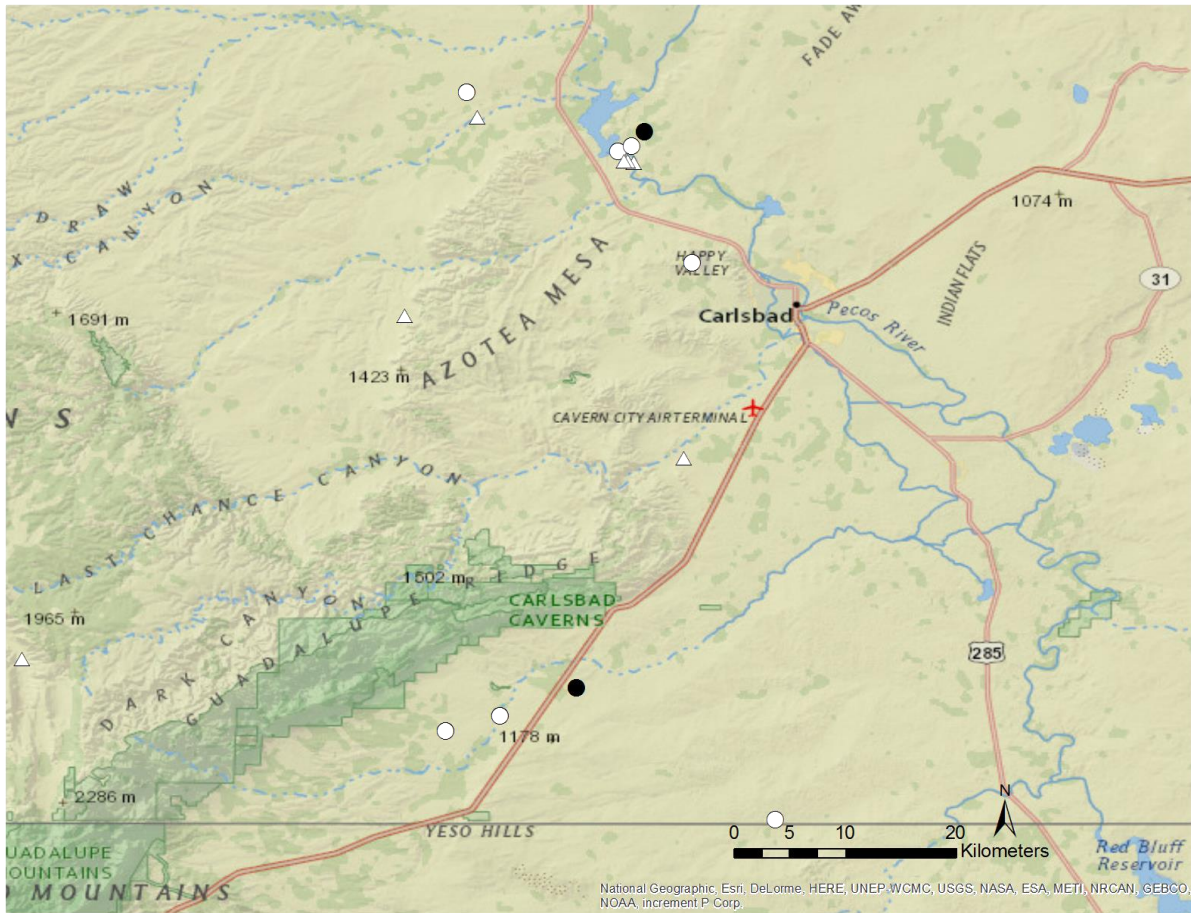 FADE AW
DRAW
X CANYON
1074 m
INDIAN FLATS
31
HAPPY
VALLEY
AZOTEA MESA
1691 m
Carlsbad
Pecos River
1423 m
N S
CAVERN CITY AIR TERMINAL
LAST CHANCE CANYON
1502 m
GUADALUPE RIDGE
CARLSBAD
CAVERNS
1965 m
DARK CANYON
285
1178 m
2286 m
N
YESO HILLS
0 5 10 20
Kilometers
UADALUPE
OUNTAINS
O MOUNTAINS
Red Bluff
Reservoir
National Geographic, Esri, DeLorme, HERE, UNEP-WCMC, USGS, NASA, ESA, METI, NRCAN, GEBCO,
NOAA, increment P Corp.